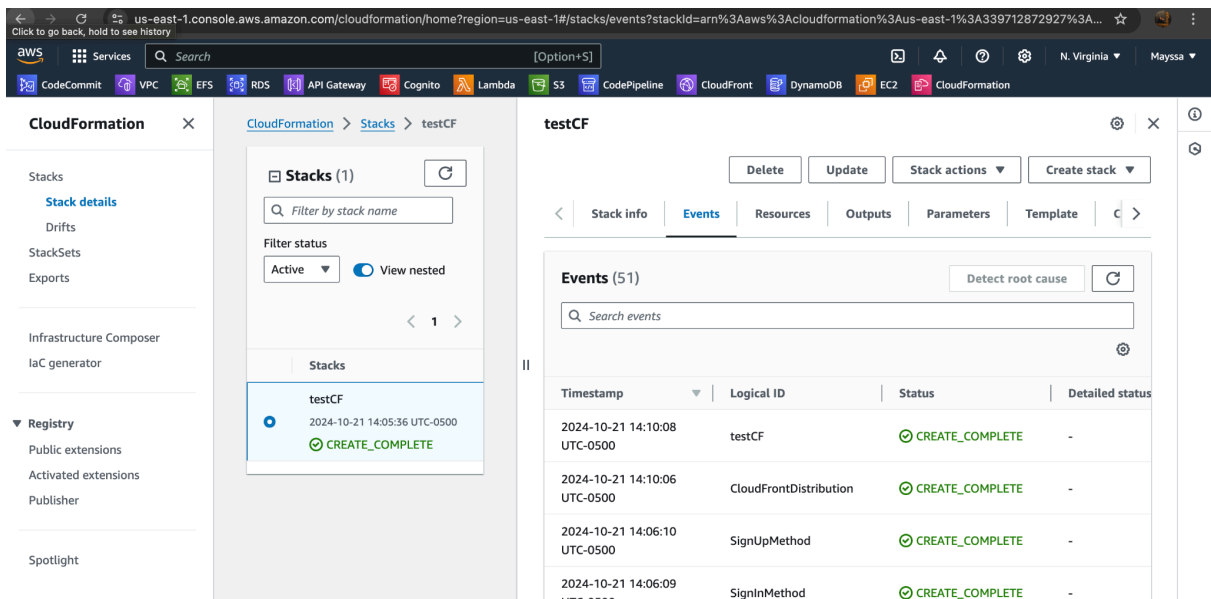 us-east-1.console.aws.amazon.com/cloudformation/home?region=us-east-1#/stacks/events?stackId=arn%3Aaws%3Acloudformation%3Aus-east-1%3A339712872927%3A...
Click to go back, hold to see history
aws Services Search [Option+S] N. Virginia ▼ Mayssa ▼
CodeCommit VPC EFS RDS API Gateway Cognito Lambda S3 CodePipeline CloudFront DynamoDB EC2 CloudFormation
CloudFormation
Stacks
Stack details
Drifts
StackSets
Exports
Infrastructure Composer
IaC generator
Registry
Public extensions
Activated extensions
Publisher
Spotlight
CloudFormation > Stacks > testCF
Stacks (1)
Filter by stack name
Filter status
Active ▼ View nested
< 1 >
Stacks
testCF
2024-10-21 14:05:36 UTC-0500
CREATE_COMPLETE
testCF
Delete Update Stack actions ▼ Create stack ▼
Stack info Events Resources Outputs Parameters Template
Events (51) Detect root cause
Search events
Timestamp Logical ID Status Detailed status
2024-10-21 14:10:08
UTC-0500
testCF CREATE_COMPLETE -
2024-10-21 14:10:06
UTC-0500
CloudFrontDistribution CREATE_COMPLETE -
2024-10-21 14:06:10
UTC-0500
SignUpMethod CREATE_COMPLETE -
2024-10-21 14:06:09
UTC-0500
SignInMethod CREATE_COMPLETE -